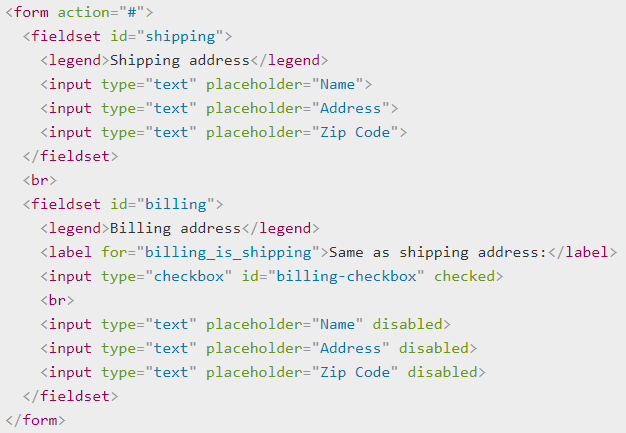 <form action="#">
<fieldset id="shipping">
<legend>Shipping address</legend>
<input type="text" placeholder="Name">
<input type="text" placeholder="Address">
<input type="text" placeholder="Zip Code">
</fieldset>
<br>
<fieldset id="billing">
<legend>Billing address</legend>
<label for="billing_is_shipping">Same as shipping address:</label>
<input type="checkbox" id="billing-checkbox" checked>
<br>
<input type="text" placeholder="Name" disabled>
<input type="text" placeholder="Address" disabled>
<input type="text" placeholder="Zip Code" disabled>
</fieldset>
</form>